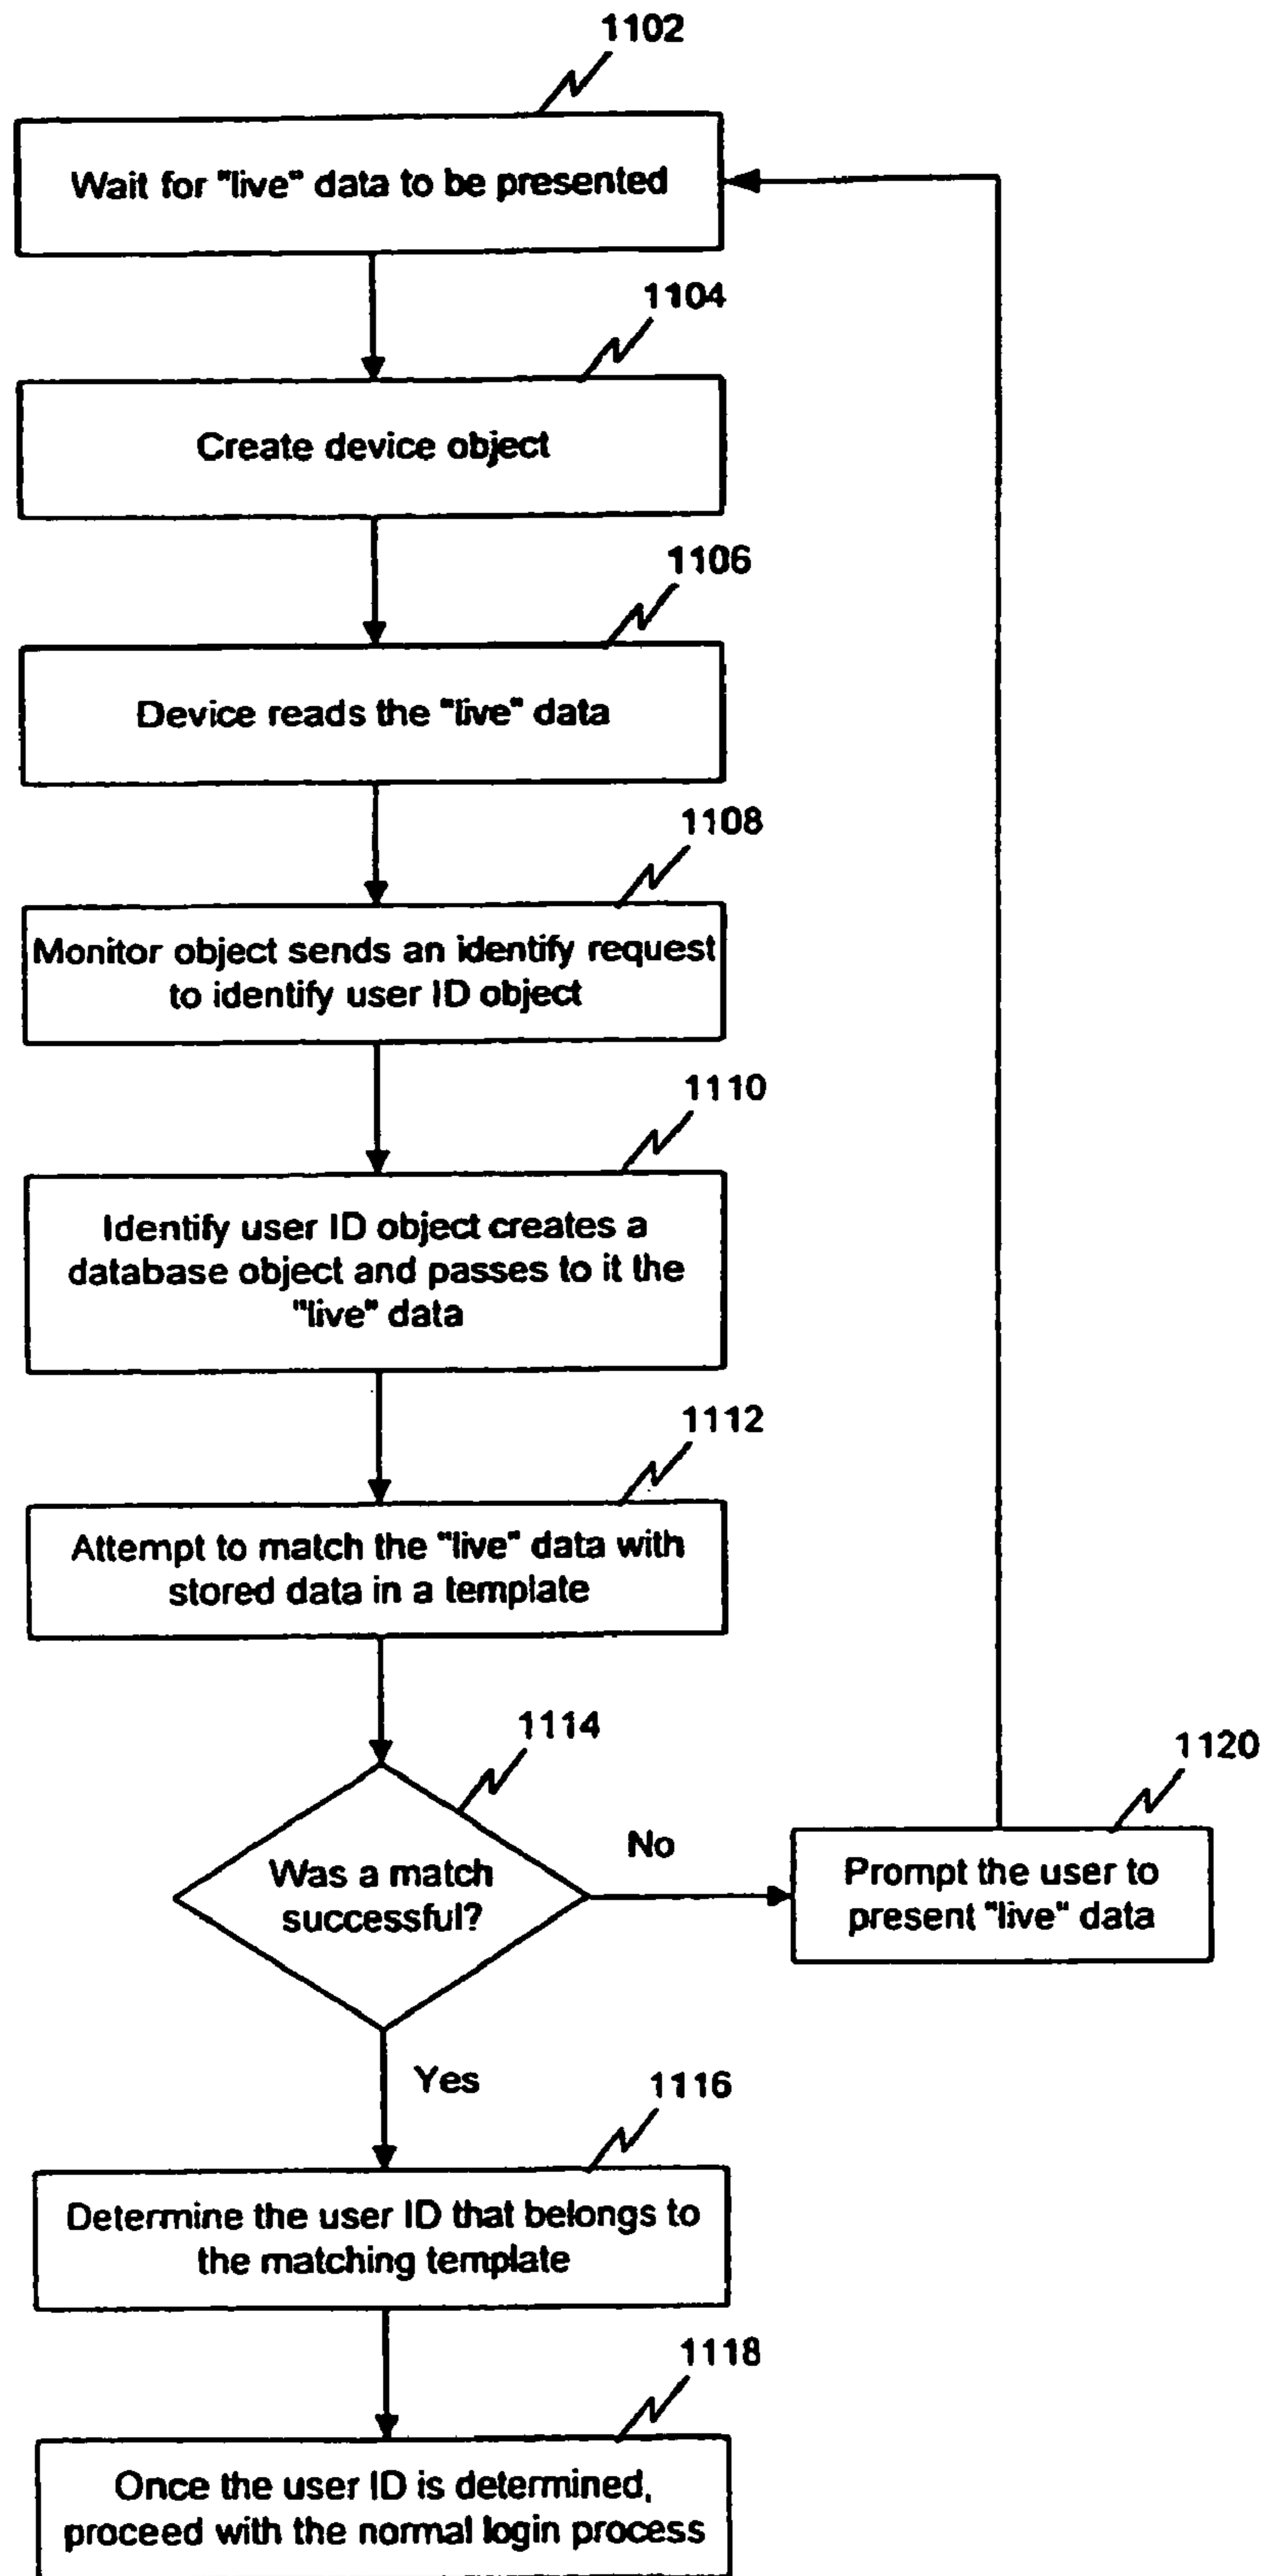 1102
Wait for "live" data to be presented
1104
Create device object
1106
Device reads the "live" data
1108
Monitor object sends an identify request
to identify user ID object
1110
Identify user ID object creates a
database object and passes to it the
"live" data
1112
Attempt to match the "live" data with
stored data in a template
1114
Was a match
successful?
No
1120
Prompt the user to
present "live" data
Yes
1116
Determine the user ID that belongs to
the matching template
1118
Once the user ID is determined,
proceed with the normal login process